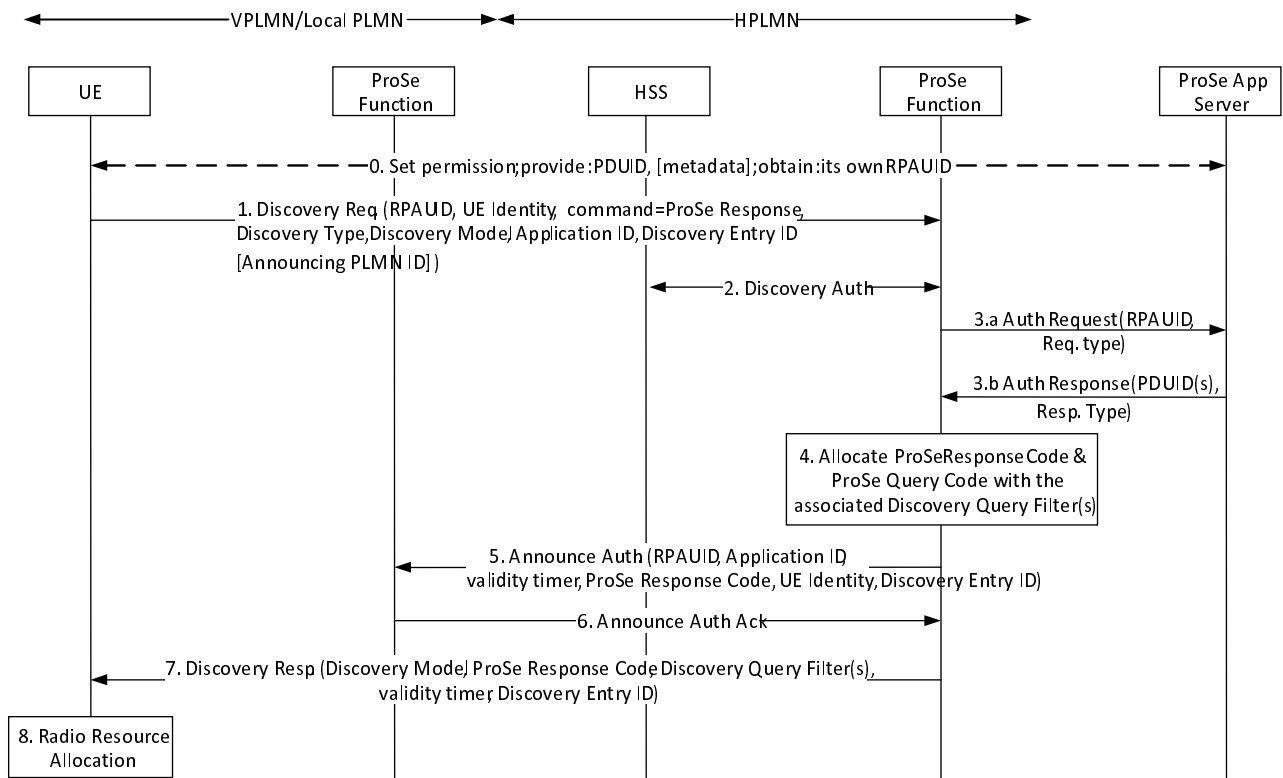 VPLMN/Local PLMN
HPLMN
UE
ProSe
Function
HSS
ProSe
Function
ProSe App
Server
0. Set permission;provide:PDUID, [metadata];obtain:its own RPAUID
1. Discovery Req. (RPAUID, UE Identity, command=ProSe Response,
Discovery Type, Discovery Mode, Application ID, Discovery Entry ID
[Announcing PLMN ID] )
2. Discovery Auth
3.a Auth Request(RPAUID,
Req. type)
3.b Auth Response(PDUID(s),
Resp. Type)
4. Allocate ProSeResponse Code &
ProSe Query Code with the
associated Discovery Query Filter(s)
5. Announce Auth. (RPAUID, Application ID,
validity timer, ProSe Response Code, UE Identity, Discovery Entry ID)
6. Announce Auth Ack
7. Discovery Resp. (Discovery Mode, ProSe Response Code, Discovery Query Filter(s),
validity timer, Discovery Entry ID)
8. Radio Resource
Allocation